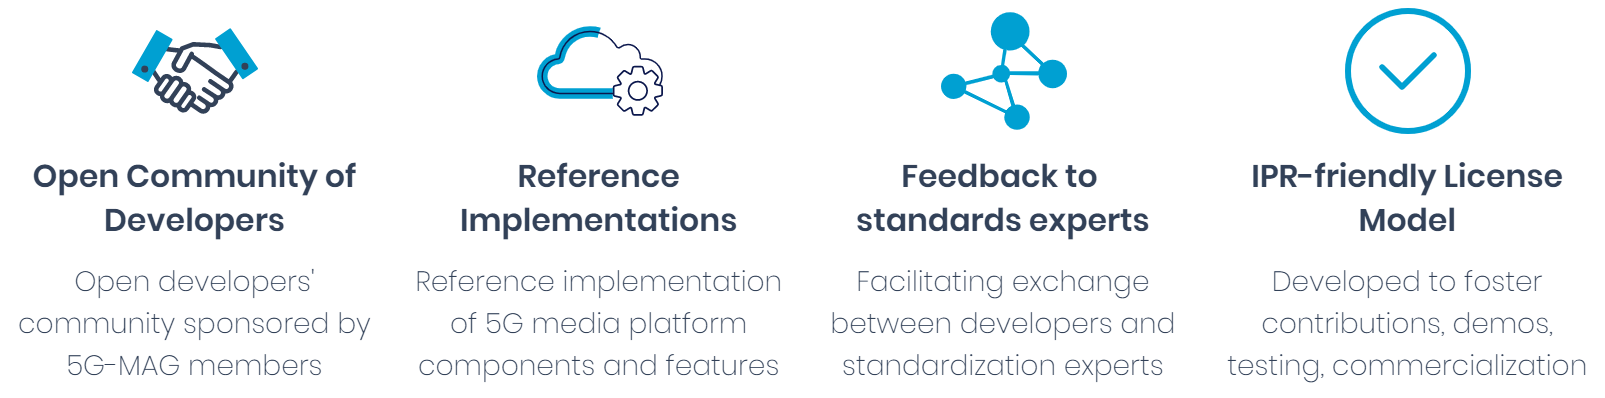 Open Community of
Developers
Open developers'
community sponsored by
5G-MAG members
Reference
Implementations
Reference implementation
of 5G media platform
components and features
Feedback to
standards experts
Facilitating exchange
between developers and
standardization experts
IPR-friendly License
Model
Developed to foster
contributions, demos,
testing, commercialization